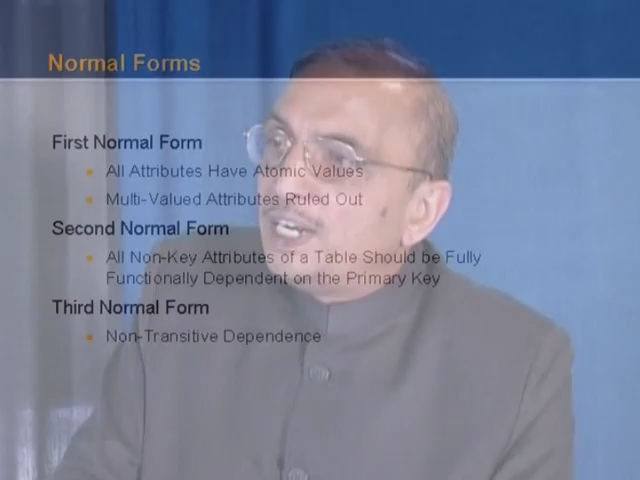 Normal Forms
First Normal Form
All Attributes Have Atomic Values
Multi-Valued Attributes Ruled Out
Second Normal Form
All Non-Key Attributes of a Table Should be Fully
Functionally Dependent on the Primary Key
Third Normal Form
Non-Transitive Dependence